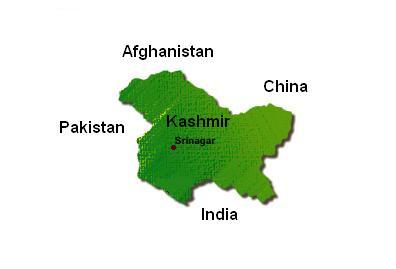 Afghanistan
China
Kashmir
Pakistan
Srinagar
India